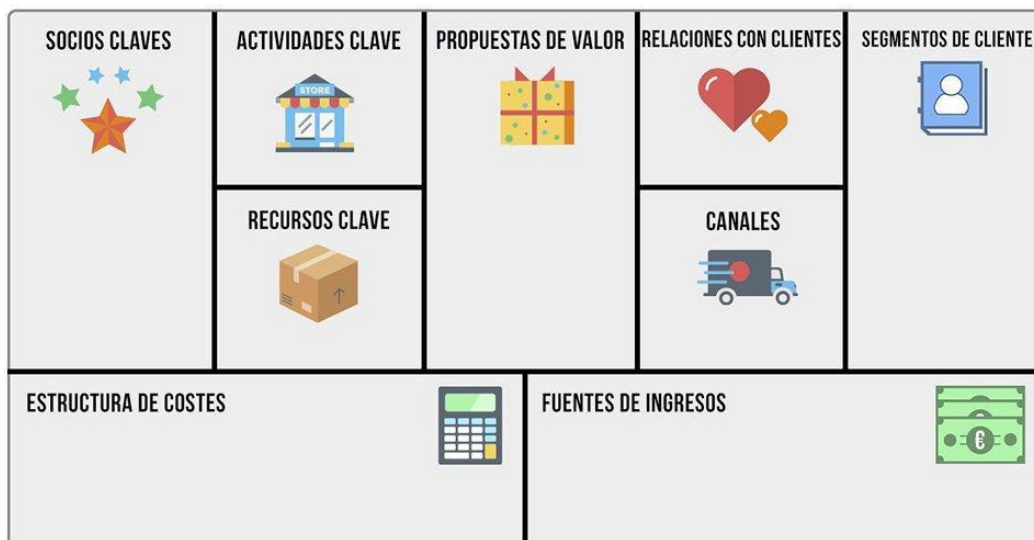 SOCIOS CLAVES
ACTIVIDADES CLAVE
STORE
RECURSOS CLAVE
PROPUESTAS DE VALOR
RELACIONES CON CLIENTES
CANALES
SEGMENTOS DE CLIENTE
ESTRUCTURA DE COSTES
FUENTES DE INGRESOS
€